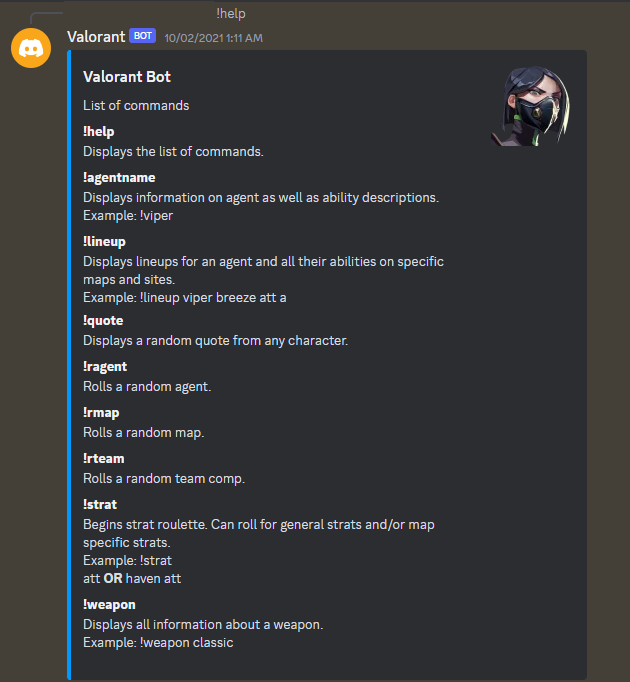 !help
Valorant BOT 10/02/2021 1:11 AM
Valorant Bot
List of commands
!help
Displays the list of commands.
!agentname
Displays information on agent as well as ability descriptions.
Example: !viper
!lineup
Displays lineups for an agent and all their abilities on specific
maps and sites.
Example: !lineup viper breeze att a
!quote
Displays a random quote from any character.
!ragent
Rolls a random agent.
!rmap
Rolls a random map.
!rteam
Rolls a random team comp.
!strat
Begins strat roulette. Can roll for general strats and/or map
specific strats.
Example: !strat
att OR haven att
!weapon
Displays all information about a weapon.
Example: !weapon classic